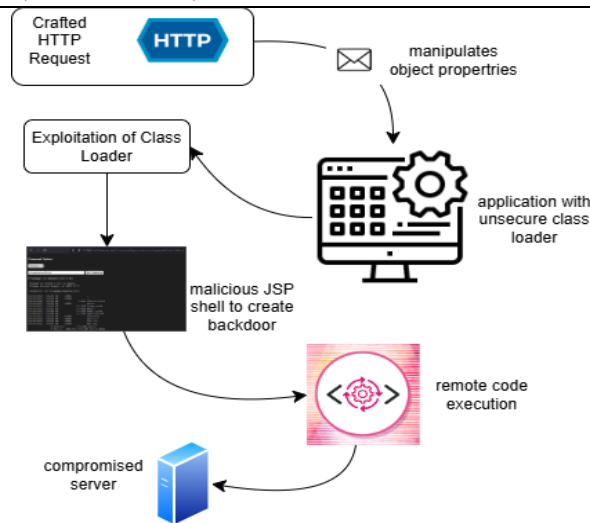 Crafted
HTTP
Request
HTTP
manipulates
object propertries
Exploitation of Class
Loader
application with
unsecure class
loader
malicious JSP
shell to create
backdoor
remote code
execution
compromised
server